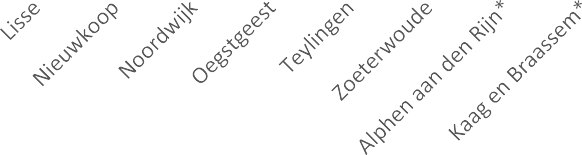 Lisse
Nieuwkoop
Noordwijk
Oegstgeest
Teylingen
Zoeterwoude
Alphen aan den Rijn*
Kaag en Braassem*